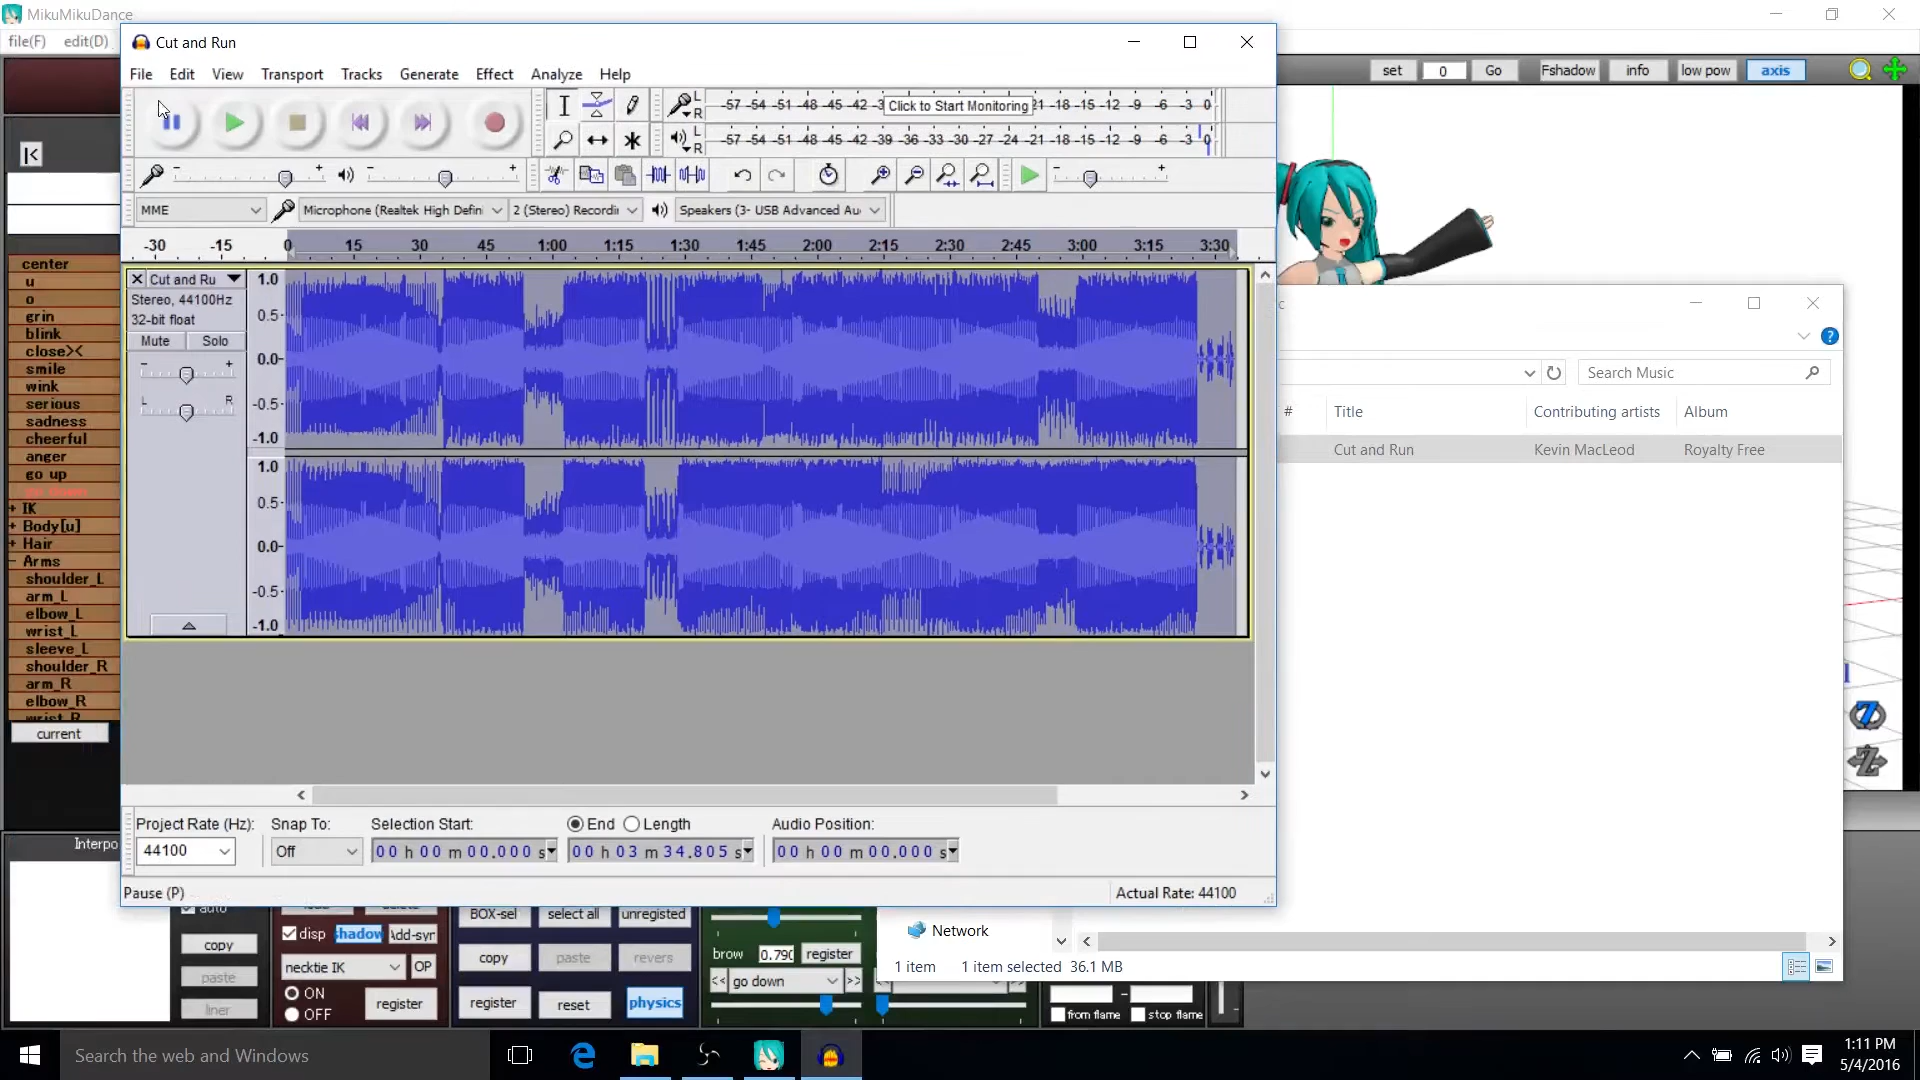 MikuMikuDance
file(F) edit(D)
Cut and Run
File Edit View Transport Tracks Generate Effect Analyze Help
set 0 Go Fshadow info low pow axis
L
R
-57 -54 -51 -48 -45 -42 -3 Click to Start Monitoring 21 -18 -15 -12 -9 -6 -3 0
L
R
-57 -54 -51 -48 -45 -42 -39 -36 -33 -30 -27 -24 -21 -18 -15 -12 -9 -6 -3 0
MME Microphone (Realtek High Defini 2 (Stereo) Recordin Speakers (3- USB Advanced Au
-30 -15 0 15 30 45 1:00 1:15 1:30 1:45 2:00 2:15 2:30 2:45 3:00 3:15 3:30
Cut and Ru
Stereo, 44100Hz
32-bit float
Mute Solo
L R
1.0
0.5
0.0
-0.5
-1.0
1.0
0.5
0.0
-0.5
-1.0
center
u
o
grin
blink
close><
smile
wink
serious
sadness
cheerful
anger
go up
go down
+ IK
+ Body[u]
+ Hair
- Arms
shoulder_L
arm_L
elbow_L
wrist_L
sleeve_L
shoulder_R
arm_R
elbow_R
wrist_R
current
Search Music
# Title Contributing artists Album
Cut and Run Kevin MacLeod Royalty Free
Project Rate (Hz): Snap To: Selection Start: End Length Audio Position:
44100 Off 00 h 00 m 00.000 s 00 h 03 m 34.805 s 00 h 00 m 00.000 s
Pause (P) Actual Rate: 44100
Interpo
auto
copy
paste
liner
disp shadow Add-syn
necktie IK OP
ON
OFF
register
BOX-sel select all unregisted
copy paste revers
register reset physics
brow 0.790 register
<< go down >>
Network
1 item 1 item selected 36.1 MB
-
from flame stop flame
Search the web and Windows
1:11 PM
5/4/2016